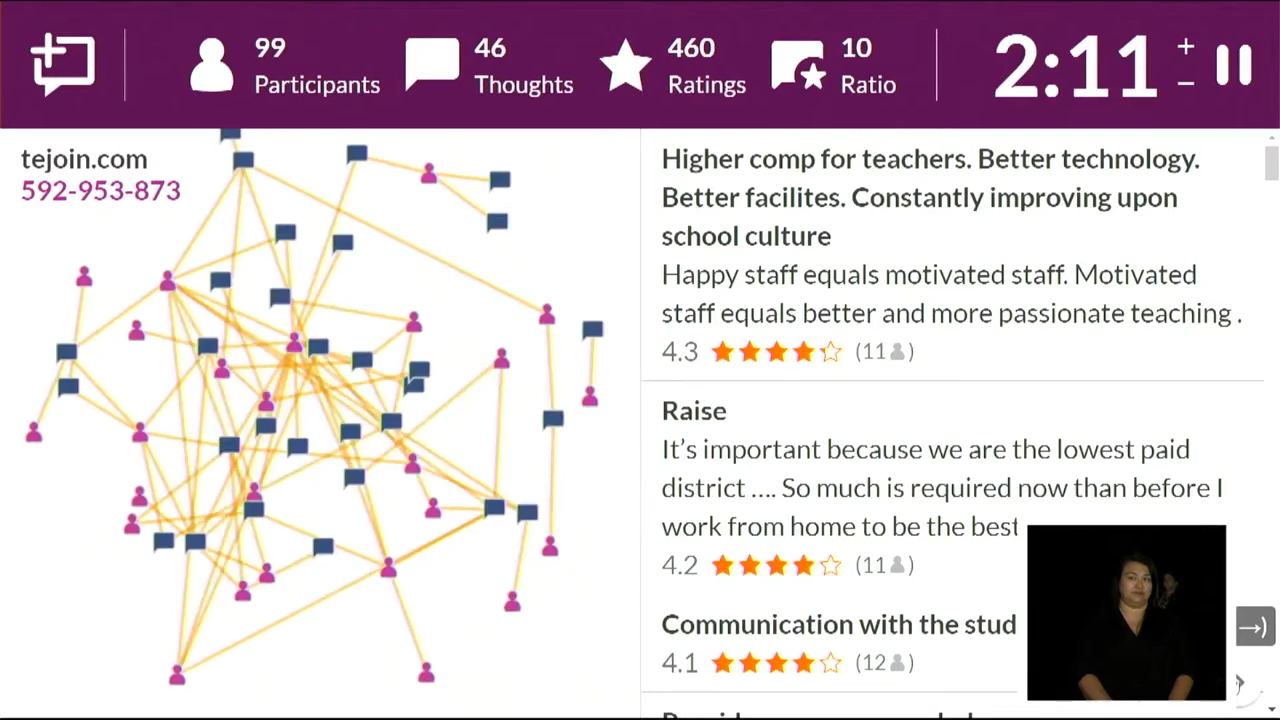 99
Participants
46
Thoughts
460
Ratings
10
Ratio
2:11
+
−
tejoin.com
592-953-873
Higher comp for teachers. Better technology.
Better facilites. Constantly improving upon
school culture
Happy staff equals motivated staff. Motivated
staff equals better and more passionate teaching .
4.3 (11)
Raise
It's important because we are the lowest paid
district .... So much is required now than before I
work from home to be the best
4.2 (11)
Communication with the stud
4.1 (12)